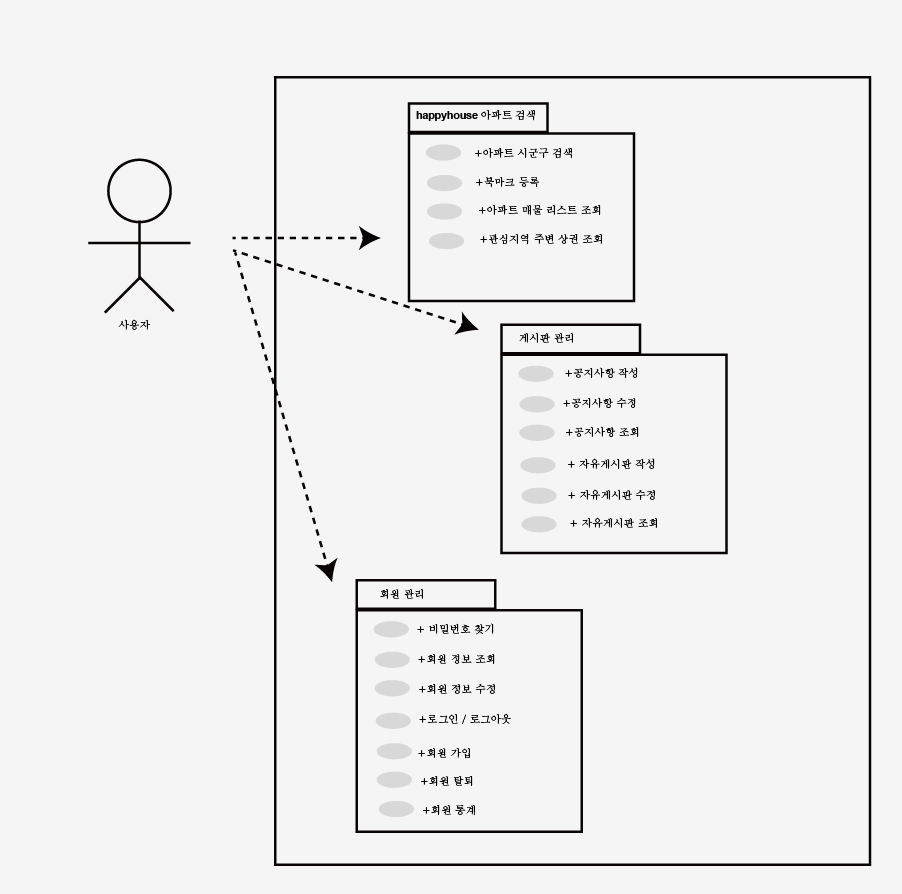 happyhouse 아파트 검색
+아파트 시군구 검색
+북마크 등록
+아파트 매물 리스트 조회
+관심지역 주변 상권 조회
사용자
게시판 관리
+공지사항 작성
+공지사항 수정
+공지사항 조회
+ 자유게시판 작성
+ 자유게시판 수정
+ 자유게시판 조회
회원 관리
+ 비밀번호 찾기
+회원 정보 조회
+회원 정보 수정
+로그인 / 로그아웃
+회원 가입
+회원 탈퇴
+회원 통계